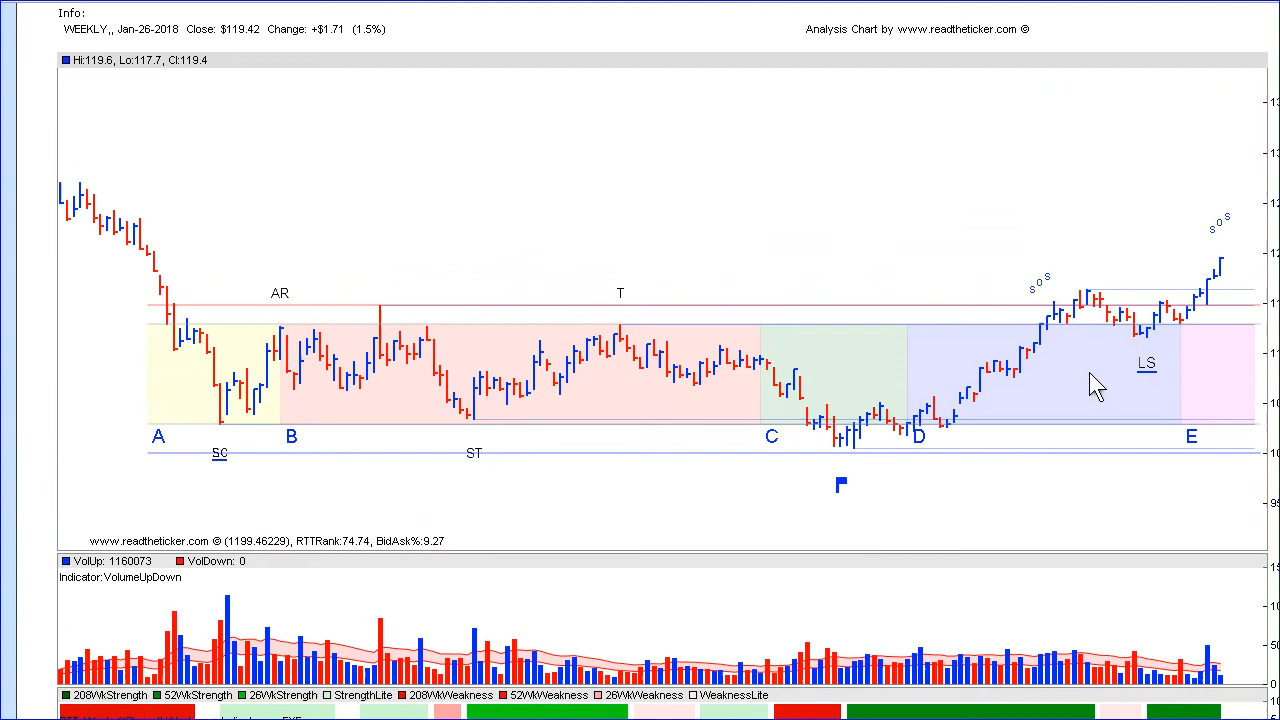 Info:
WEEKLY,, Jan-26-2018 Close: $119.42 Change: +$1.71 (1.5%)
Analysis Chart by www.readtheticker.com ©
Hi:119.6, Lo:117.7, Cl:119.4
SOS
SOS
AR
T
LS
A
B
C
D
E
SC
ST
www.readtheticker.com © (1199.46229), RTTRank:74.74, BidAsk%:9.27
VolUp: 1160073 VolDown: 0
Indicator:VolumeUpDown
208WkStrength 52WkStrength 26WkStrength StrengthLite 208WkWeakness 52WkWeakness 26WkWeakness WeaknessLite